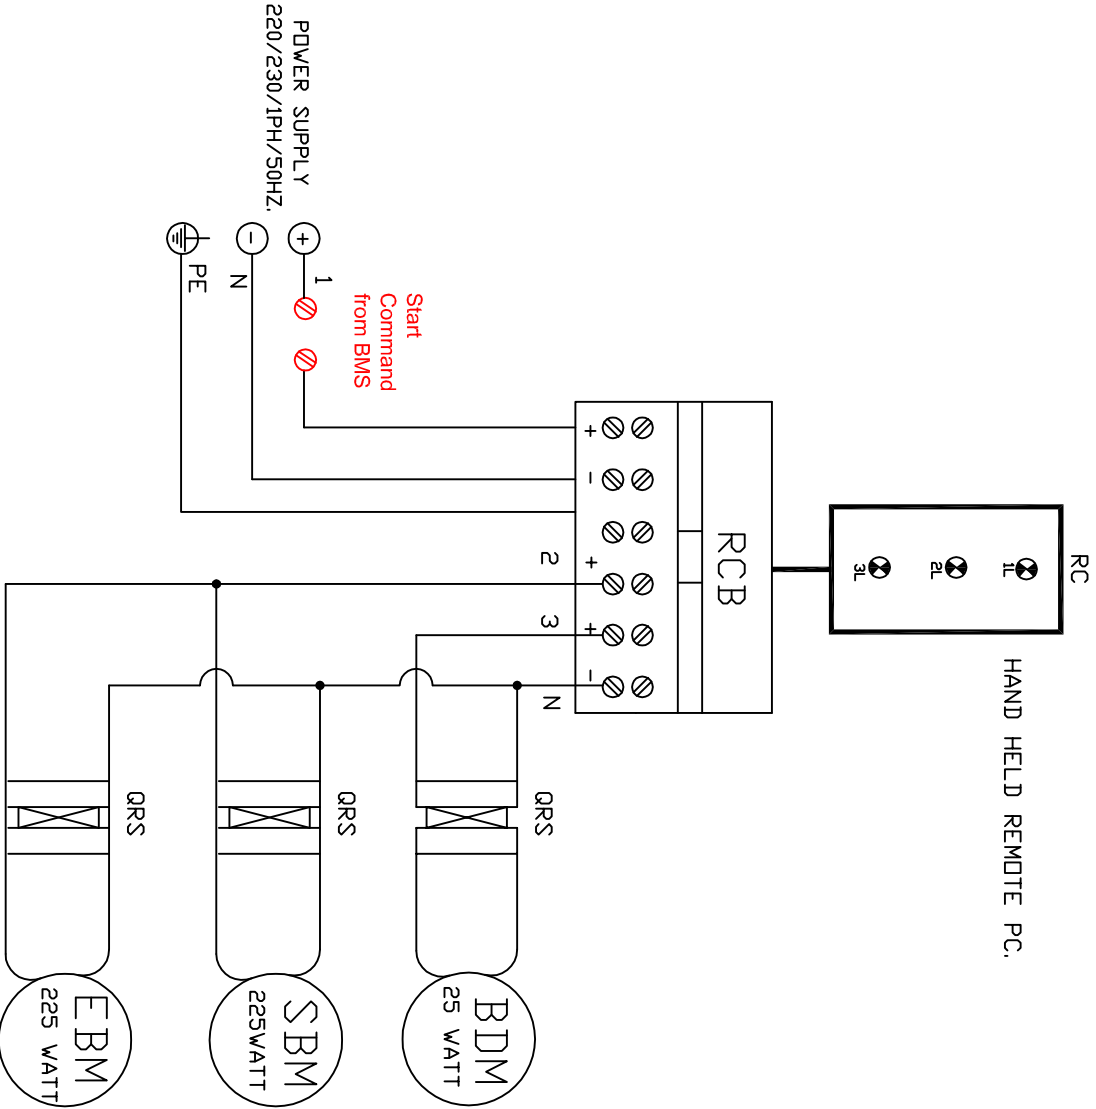 RC
HAND HELD REMOTE PC.
1L
2L
3L
RCB
+
-
+
+
-
2
3
N
Start
Command
from BMS
POWER SUPPLY
220/230/1PH/50HZ.
+
1
-
N
PE
QRS
QRS
QRS
BDM
25 WATT
SBM
225WATT
EBM
225 WATT